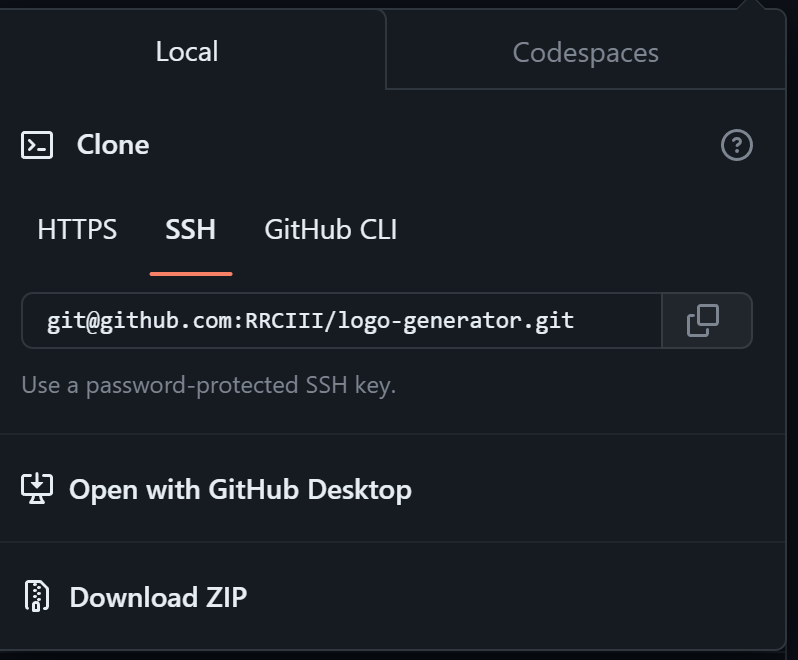 Local
Codespaces
Clone
HTTPS
SSH
GitHub CLI
git@github.com:RRCIII/logo-generator.git
Use a password-protected SSH key.
Open with GitHub Desktop
Download ZIP